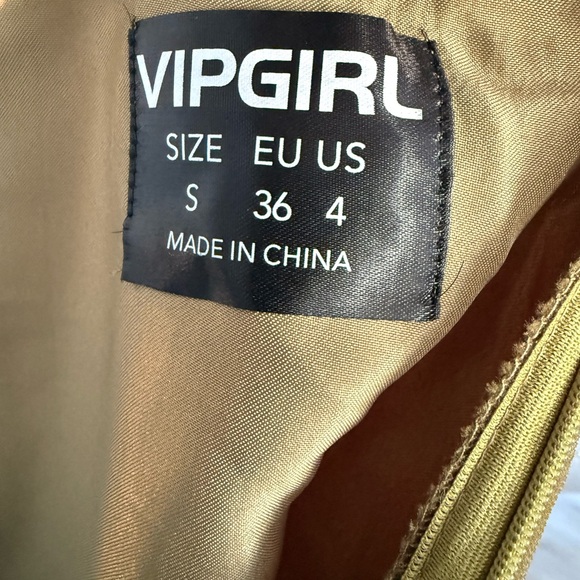 VIPGIRL
SIZE EU US
S 36 4
MADE IN CHINA